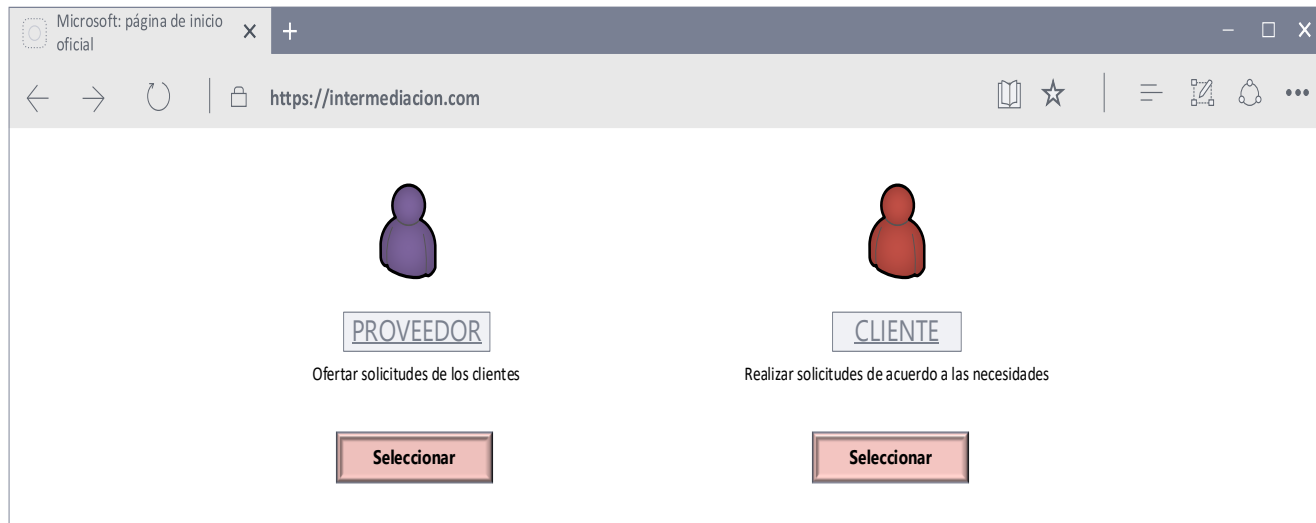 Microsoft: página de inicio
oficial
https://intermediacion.com
PROVEEDOR
CLIENTE
Ofertar solicitudes de los clientes
Realizar solicitudes de acuerdo a las necesidades
Seleccionar
Seleccionar